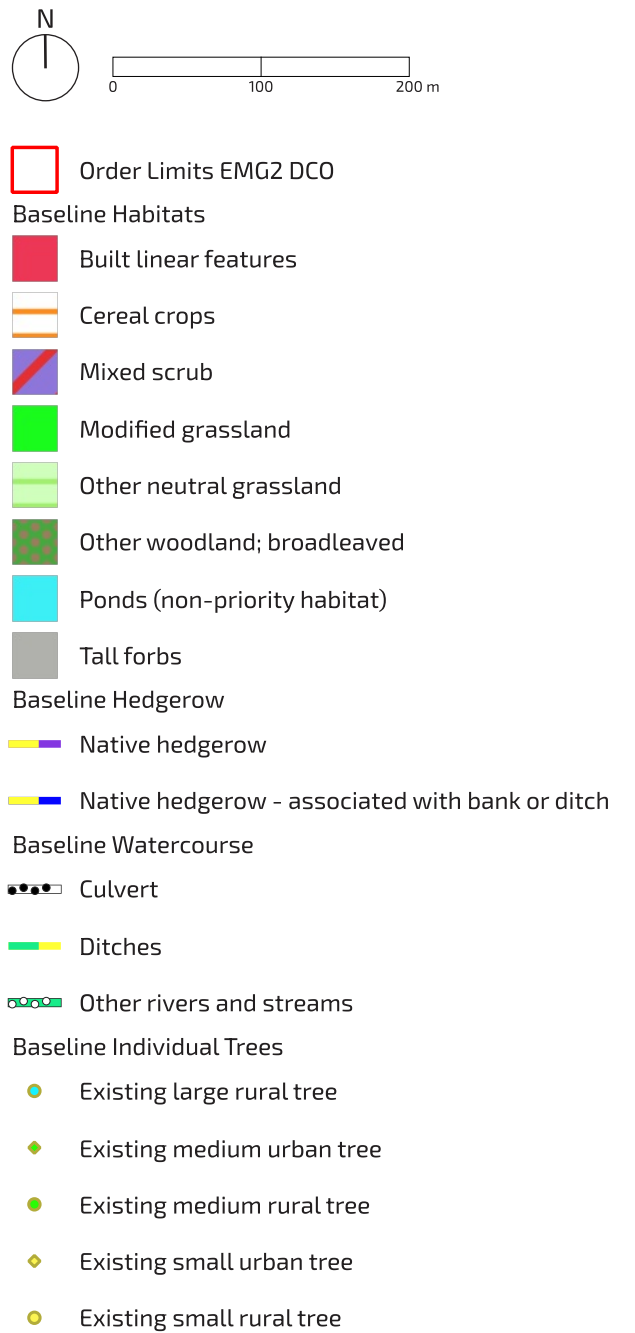 N
0 100 200 m
Order Limits EMG2 DCO
Baseline Habitats
Built linear features
Cereal crops
Mixed scrub
Modified grassland
Other neutral grassland
Other woodland; broadleaved
Ponds (non-priority habitat)
Tall forbs
Baseline Hedgerow
Native hedgerow
Native hedgerow - associated with bank or ditch
Baseline Watercourse
Culvert
Ditches
Other rivers and streams
Baseline Individual Trees
Existing large rural tree
Existing medium urban tree
Existing medium rural tree
Existing small urban tree
Existing small rural tree